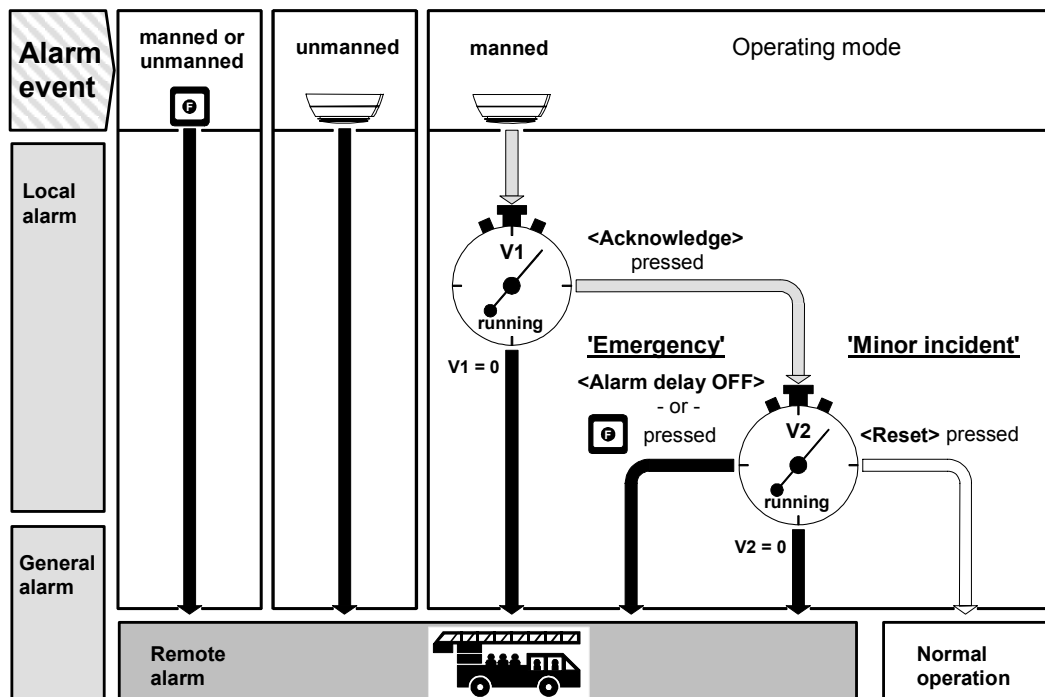 Alarm
event
manned or
unmanned
F
unmanned
manned
Operating mode
Local
alarm
V1
running
<Acknowledge>
pressed
V1 = 0
'Emergency'
'Minor incident'
<Alarm delay OFF>
- or -
F
pressed
V2
running
<Reset> pressed
V2 = 0
General
alarm
Remote
alarm
Normal
operation